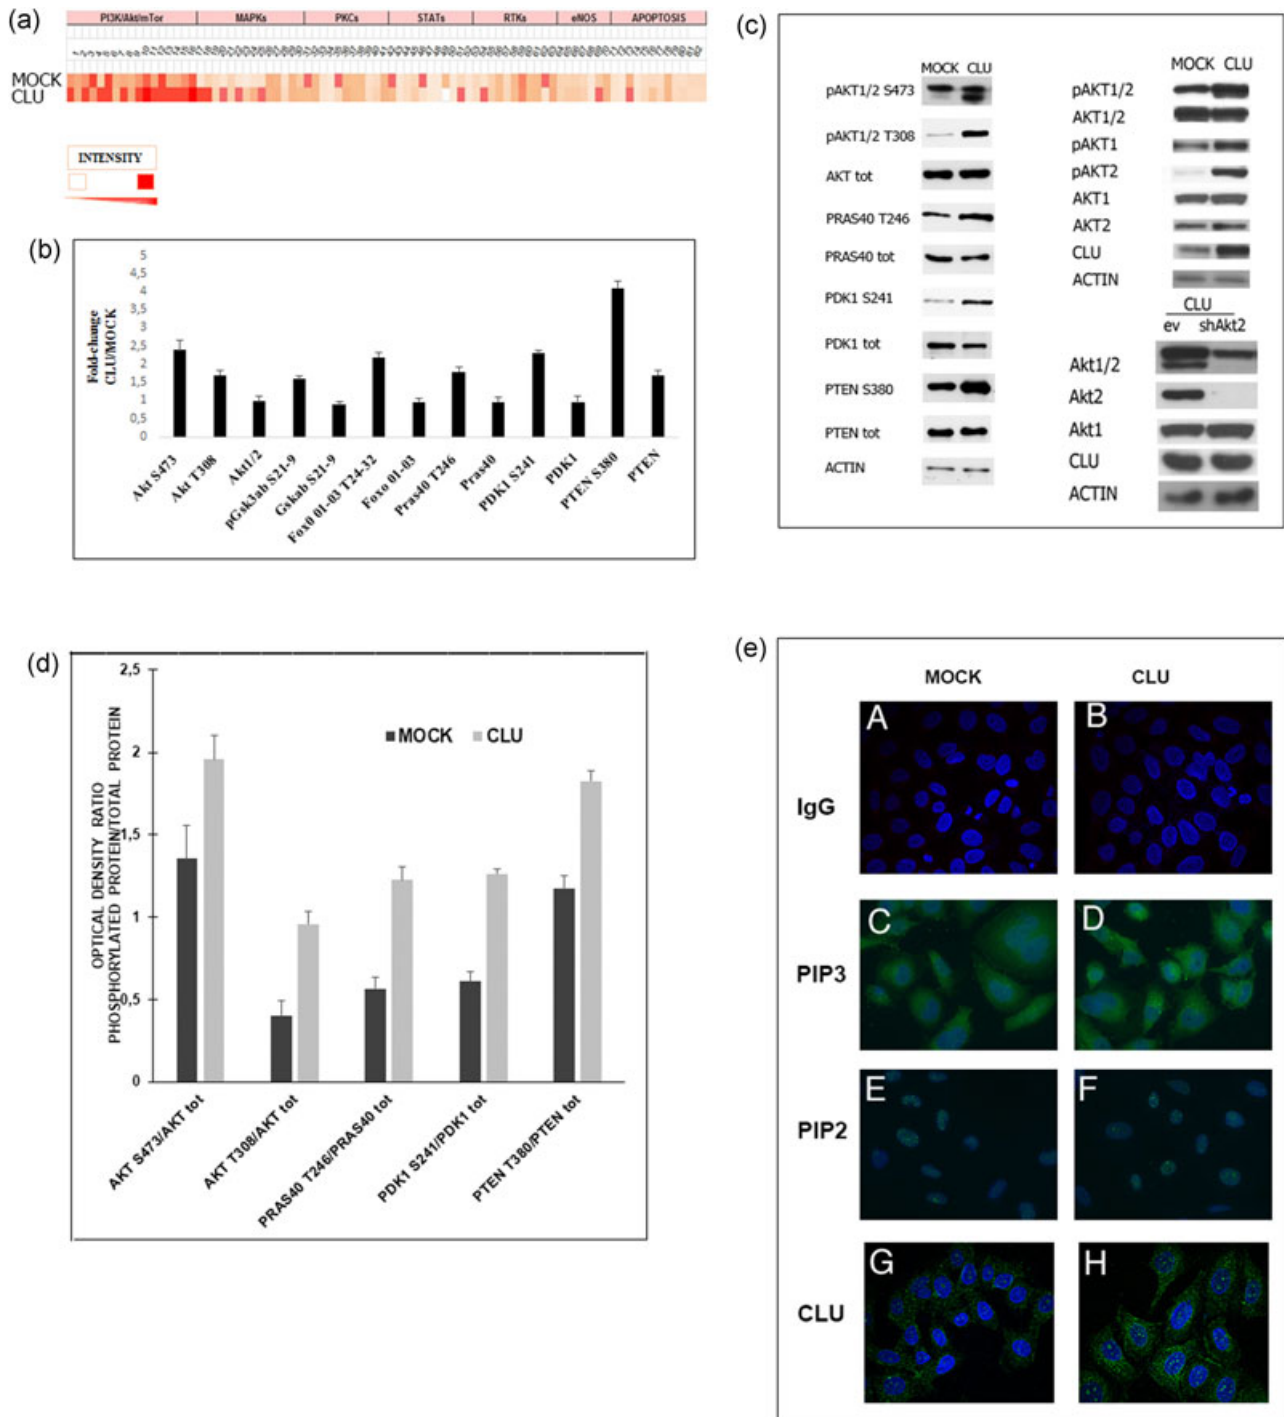 (a)
PI3K/Akt/mTor MAPKs PKCs STATs RTKs eNOS APOPTOSIS
MOCK
CLU
INTENSITY
(b)
Fold-change
CLU/MOCK
5
4,5
4
3,5
3
2,5
2
1,5
1
0,5
0
Akt S473
Akt T308
Akt1/2
pGsk3ab S21-9
Gskab S21-9
Fox0 01-03 T24-32
Foxo 01-03
Pras40 T246
Pras40
PDK1 S241
PDK1
PTEN S380
PTEN
(c)
MOCK CLU
pAKT1/2 S473
pAKT1/2 T308
AKT tot
PRAS40 T246
PRAS40 tot
PDK1 S241
PDK1 tot
PTEN S380
PTEN tot
ACTIN
MOCK CLU
pAKT1/2
AKT1/2
pAKT1
pAKT2
AKT1
AKT2
CLU
ACTIN
CLU
ev shAkt2
Akt1/2
Akt2
Akt1
CLU
ACTIN
(d)
OPTICAL DENSITY RATIO
PHOSPHORYLATED PROTEIN/TOTAL PROTEIN
2,5
2
1,5
1
0,5
0
MOCK CLU
AKT S473/AKT tot
AKT T308/AKT tot
PRAS40 T246/PRAS40 tot
PDK1 S241/PDK1 tot
PTEN T380/PTEN tot
(e)
MOCK CLU
A B
IgG
C D
PIP3
E F
PIP2
G H
CLU